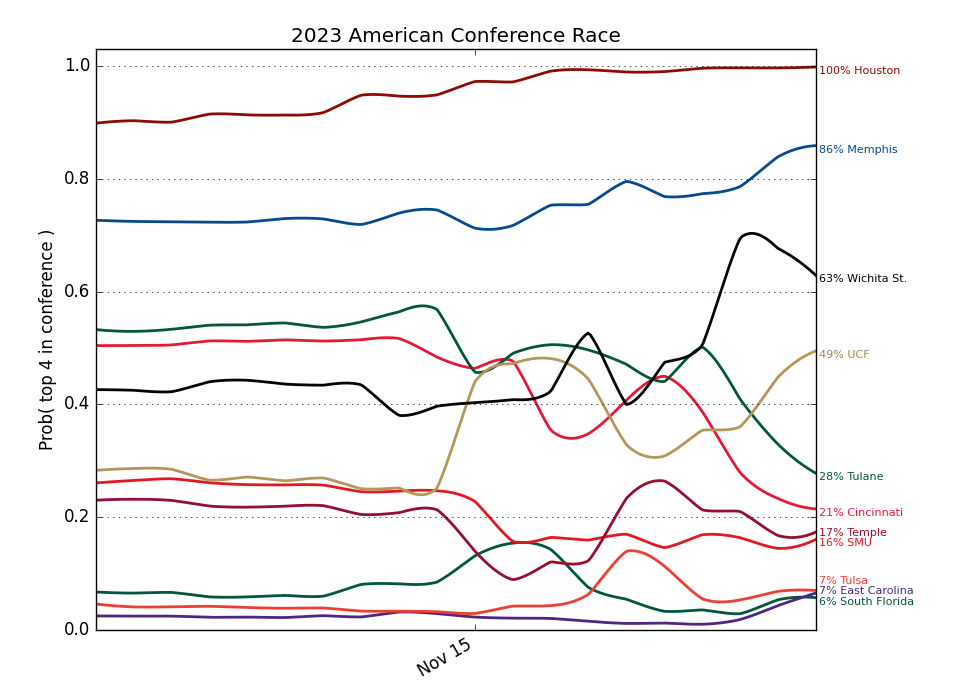 2023 American Conference Race
Prob( top 4 in conference )
1.0
0.8
0.6
0.4
0.2
0.0
Nov 15
100% Houston
86% Memphis
63% Wichita St.
49% UCF
28% Tulane
21% Cincinnati
17% Temple
16% SMU
7% Tulsa
7% East Carolina
6% South Florida